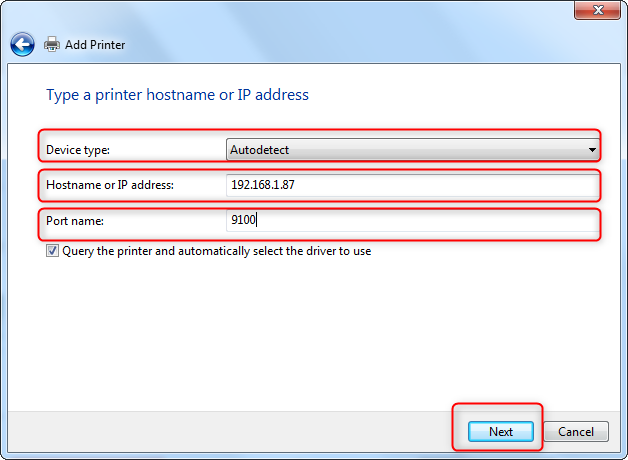 Add Printer
Type a printer hostname or IP address
Device type: Autodetect
Hostname or IP address: 192.168.1.87
Port name: 9100
Query the printer and automatically select the driver to use
Next Cancel